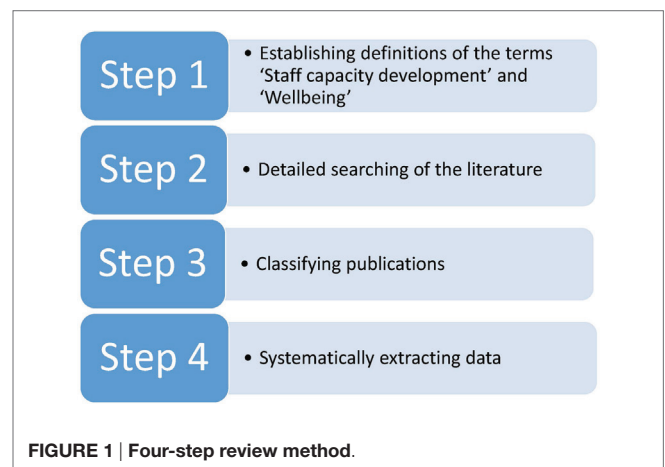 Step 1
• Establishing definitions of the terms
‘Staff capacity development’ and
‘Wellbeing’
Step 2
• Detailed searching of the literature
Step 3
• Classifying publications
Step 4
• Systematically extracting data
FIGURE 1 | Four-step review method.